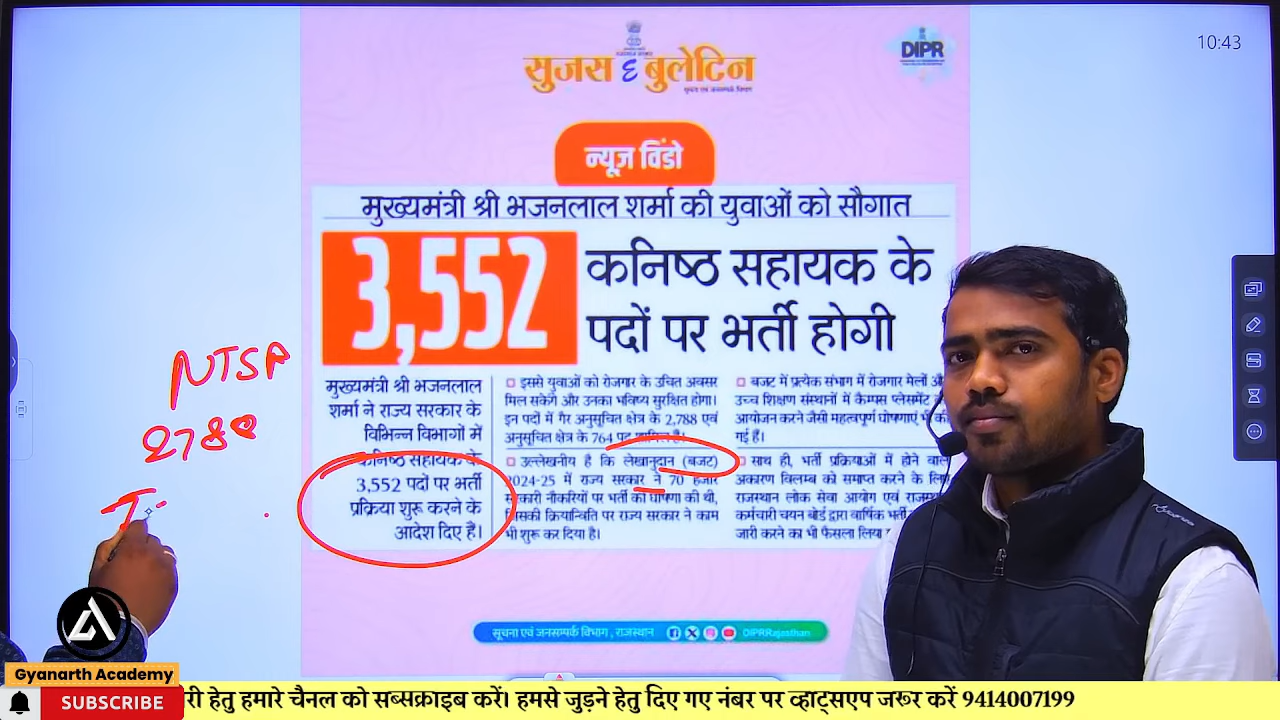 10:43
सुजस e बुलेटिन
DIPR
न्यूज विंडो
मुख्यमंत्री श्री भजनलाल शर्मा की युवाओं को सौगात
3,552
कनिष्ठ सहायक के
पदों पर भर्ती होगी
मुख्यमंत्री श्री भजनलाल
शर्मा ने राज्य सरकार के
विभिन्न विभागों में
कनिष्ठ सहायक के
3,552 पदों पर भर्ती
प्रक्रिया शुरू करने के
आदेश दिए हैं।
इससे युवाओं को रोजगार के उचित अवसर
मिल सकेंगे और उनका भविष्य सुरक्षित होगा।
इन पदों में गैर अनुसूचित क्षेत्र के 2,788 एवं
अनुसूचित क्षेत्र के 764 पद शामिल हैं।
उल्लेखनीय है कि लेखानुदान (बजट)
2024-25 में राज्य सरकार ने 70 हजार
सरकारी नौकरियों पर भर्ती की घोषणा की थी,
जिसकी क्रियान्विति पर राज्य सरकार ने काम
भी शुरू कर दिया है।
बजट में प्रत्येक संभाग में रोजगार मेलों
उच्च शिक्षण संस्थानों में कैम्पस प्लेसमेंट
आयोजन करने जैसी महत्वपूर्ण घोषणाएं भी की
गई हैं।
साथ ही, भर्ती प्रक्रियाओं में होने वाले
अकारण विलम्ब को समाप्त करने के लिए
राजस्थान लोक सेवा आयोग एवं
कर्मचारी चयन बोर्ड द्वारा वार्षिक
जारी करने का भी फैसला लिया
NTSP
2788
T
सूचना एवं जनसम्पर्क विभाग, राजस्थान
DIPRRajasthan
Gyanarth Academy
SUBSCRIBE
री हेतु हमारे चैनल को सब्सक्राइब करें। हमसे जुड़ने हेतु दिए गए नंबर पर व्हाट्सएप जरूर करें 9414007199